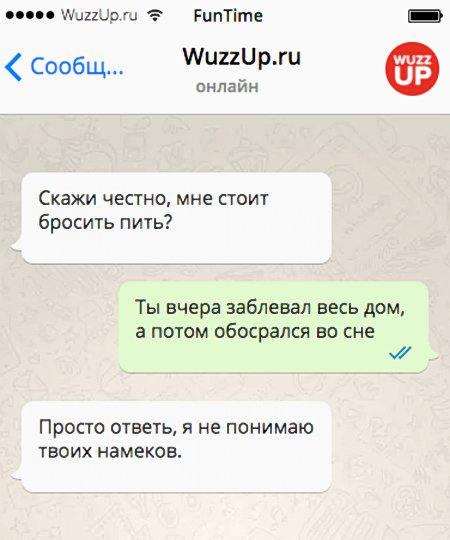 WuzzUp.ru
FunTime
Сообщ...
WuzzUp.ru
онлайн
WUZZ
UP
Скажи честно, мне стоит
бросить пить?
Ты вчера заблевал весь дом,
а потом обосрался во сне
Просто ответь, я не понимаю
твоих намеков.